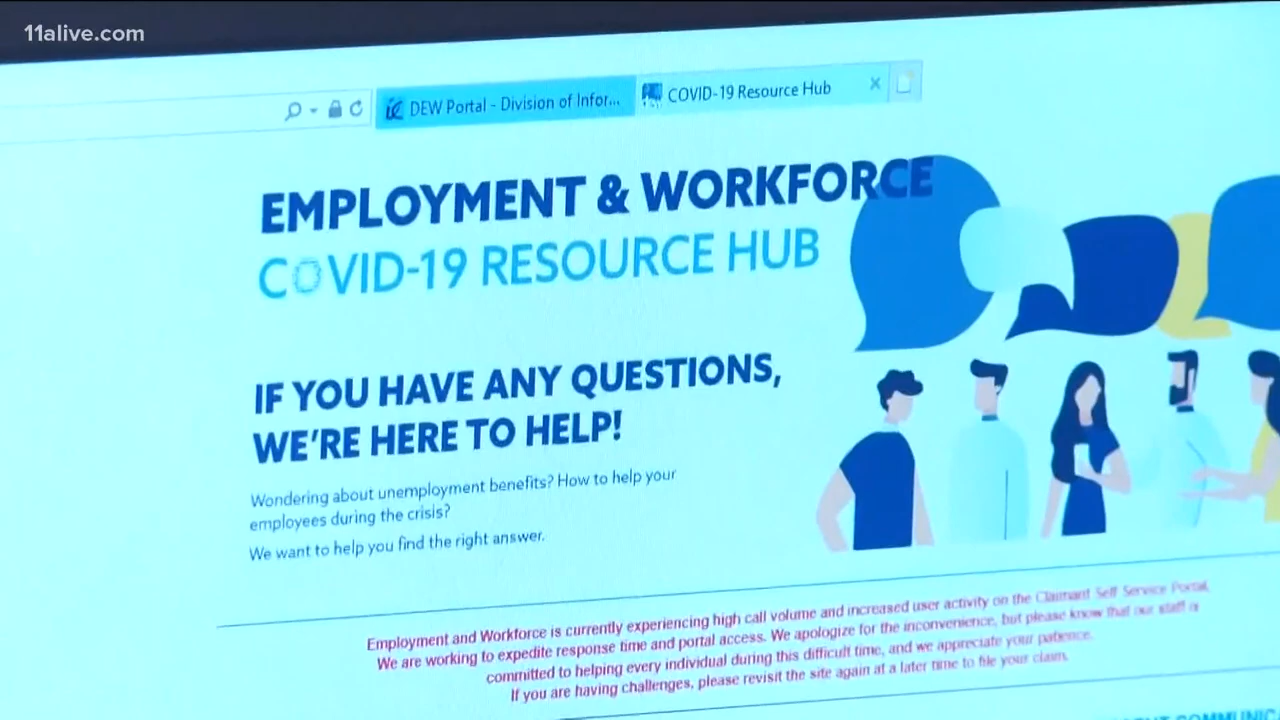 11alive.com
DEW Portal - Division of Infor...
COVID-19 Resource Hub
EMPLOYMENT & WORKFORCE
COVID-19 RESOURCE HUB
IF YOU HAVE ANY QUESTIONS,
WE'RE HERE TO HELP!
Wondering about unemployment benefits? How to help your
employees during the crisis?
We want to help you find the right answer.
Employment and Workforce is currently experiencing high call volume and increased user activity on the Claimant Self Service Portal.
We are working to expedite response time and portal access. We apologize for the inconvenience, but please know that our staff is
committed to helping every individual during this difficult time, and we appreciate your patience.
If you are having challenges, please revisit the site again at a later time to file your claim.